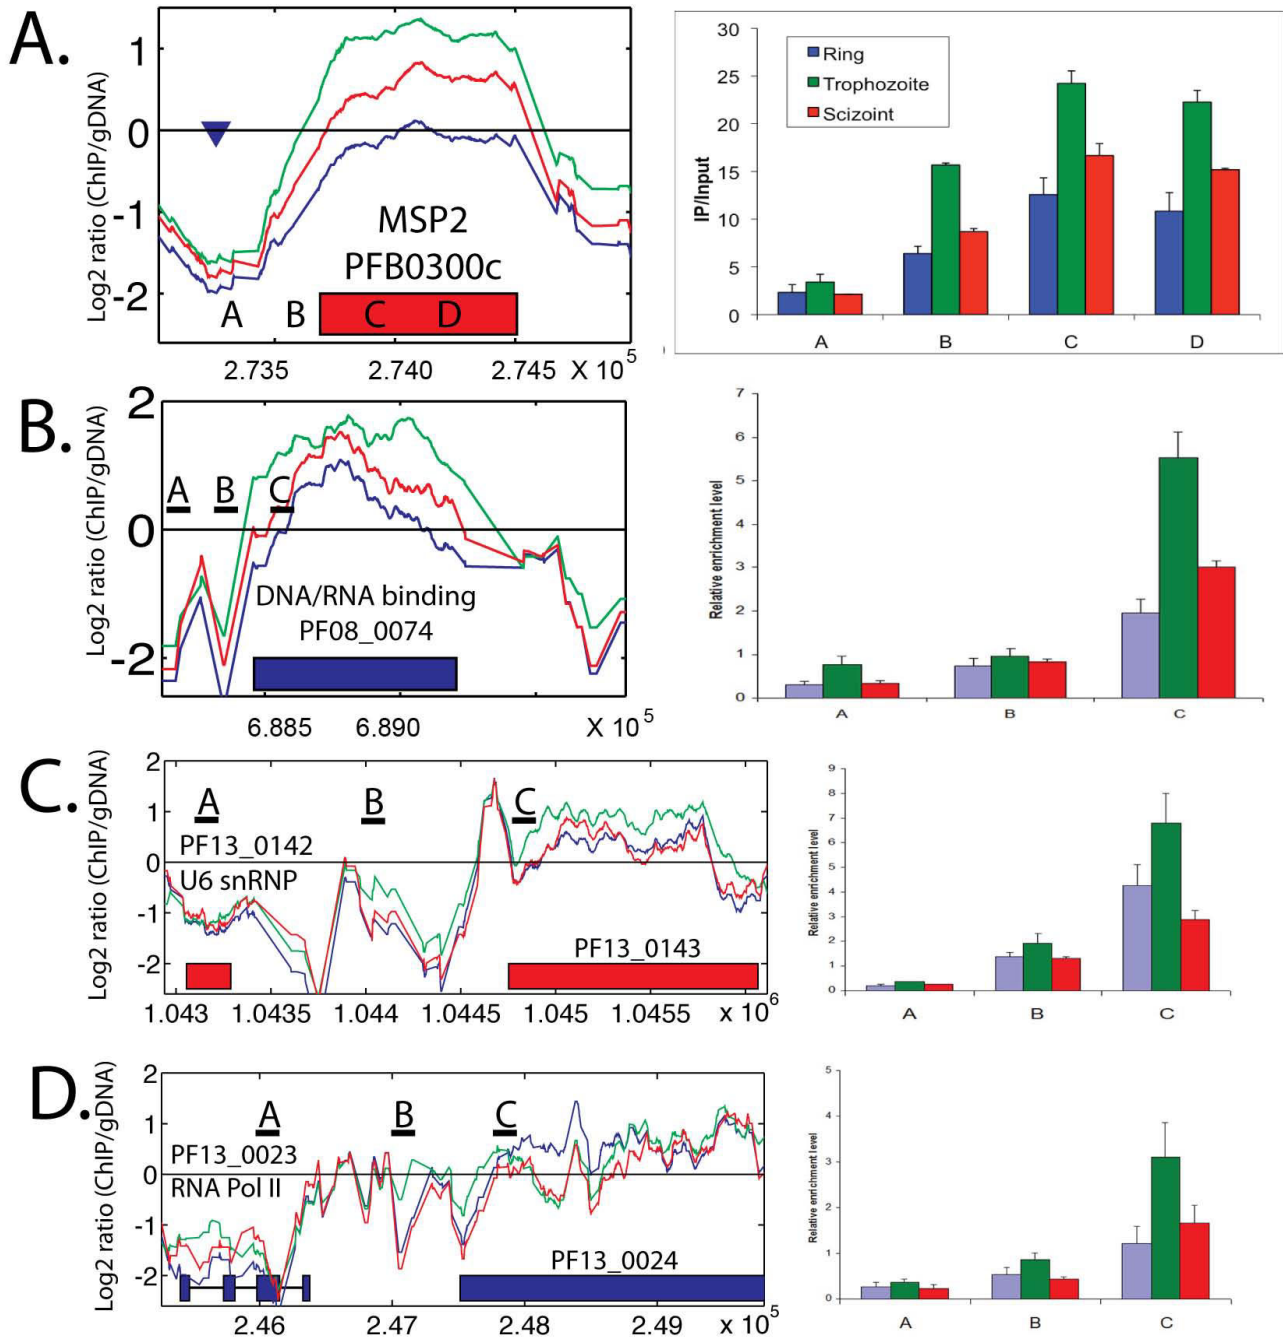 A.
Log2 ratio (ChIP/gDNA)
1
0
-1
-2
MSP2
PFB0300c
A B C D
2.735 2.740 2.745 X 10 5
30
25
20
15
10
5
0
IP/Input
Ring
Trophozoite
Scizoint
A B C D
B.
Log2 ratio (ChIP/gDNA)
2
0
-2
A B C
DNA/RNA binding
PF08_0074
6.885 6.890 X 10 5
Relative enrichment level
7
6
5
4
3
2
1
0
A B C
C.
Log2 ratio (ChIP/gDNA)
2
1
0
-1
-2
A B C
PF13_0142
U6 snRNP
PF13_0143
1.043 1.0435 1.044 1.0445 1.045 1.0455 x 10 6
Relative enrichment level
9
8
7
6
5
4
3
2
1
0
A B C
D.
Log2 ratio (ChIP/gDNA)
2
1
0
-1
-2
A B C
PF13_0023
RNA Pol II
PF13_0024
2.46 2.47 2.48 2.49 x 10 5
Relative enrichment level
5
4
3
2
1
0
A B C